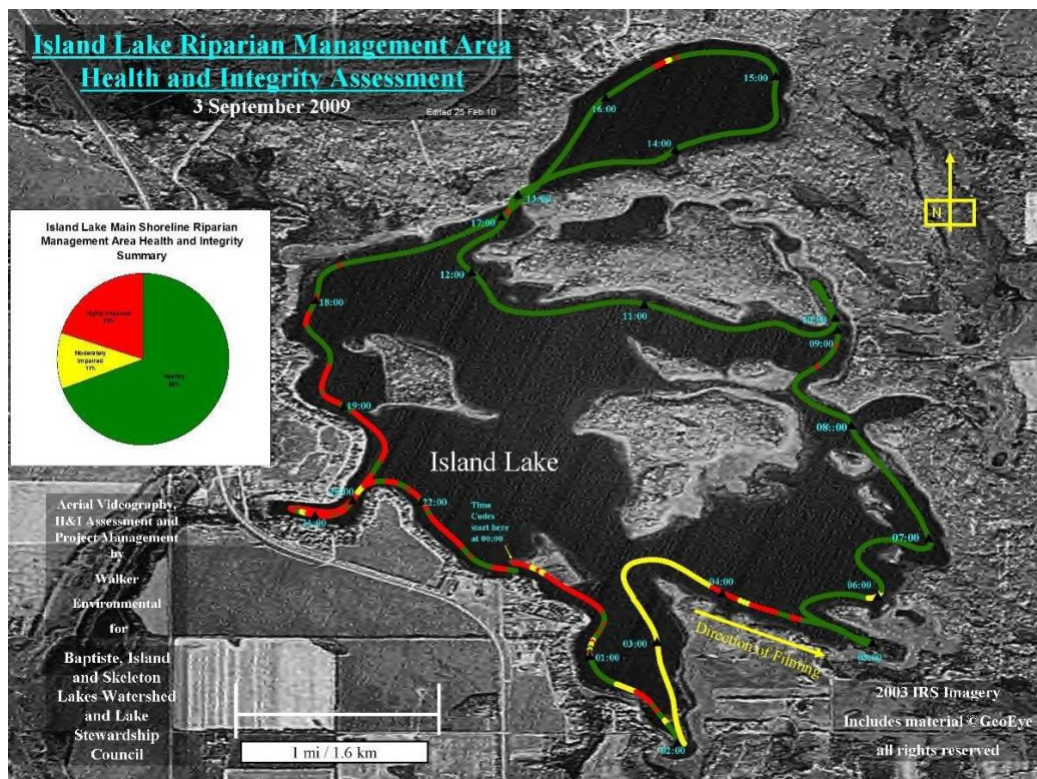 Island Lake Riparian Management Area
Health and Integrity Assessment
3 September 2009
Edited 25 Feb 10
Island Lake Main Shoreline Riparian
Management Area Health and Integrity
Summary
Highly Impaired
Moderately
Impaired
11%
Healthy
N
15:00
16:00
14:00
13:00
17:00
12:00
11:00
10:00
18:00
09:00
19:00
08:00
Island Lake
22:00
Time
Codes
start here
at 00:00
07:00
06:00
04:00
03:00
01:00
02:00
Direction of Filming
Aerial Videography,
H&I Assessment and
Project Management
by
Walker
Environmental
for
Baptiste, Island
and Skeleton
Lakes Watershed
and Lake
Stewardship
Council
1 mi / 1.6 km
2003 IRS Imagery
Includes material © GeoEye
all rights reserved